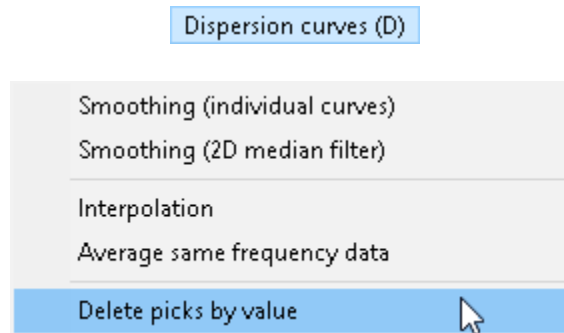 Dispersion curves (D)
Smoothing (individual curves)
Smoothing (2D median filter)
Interpolation
Average same frequency data
Delete picks by value